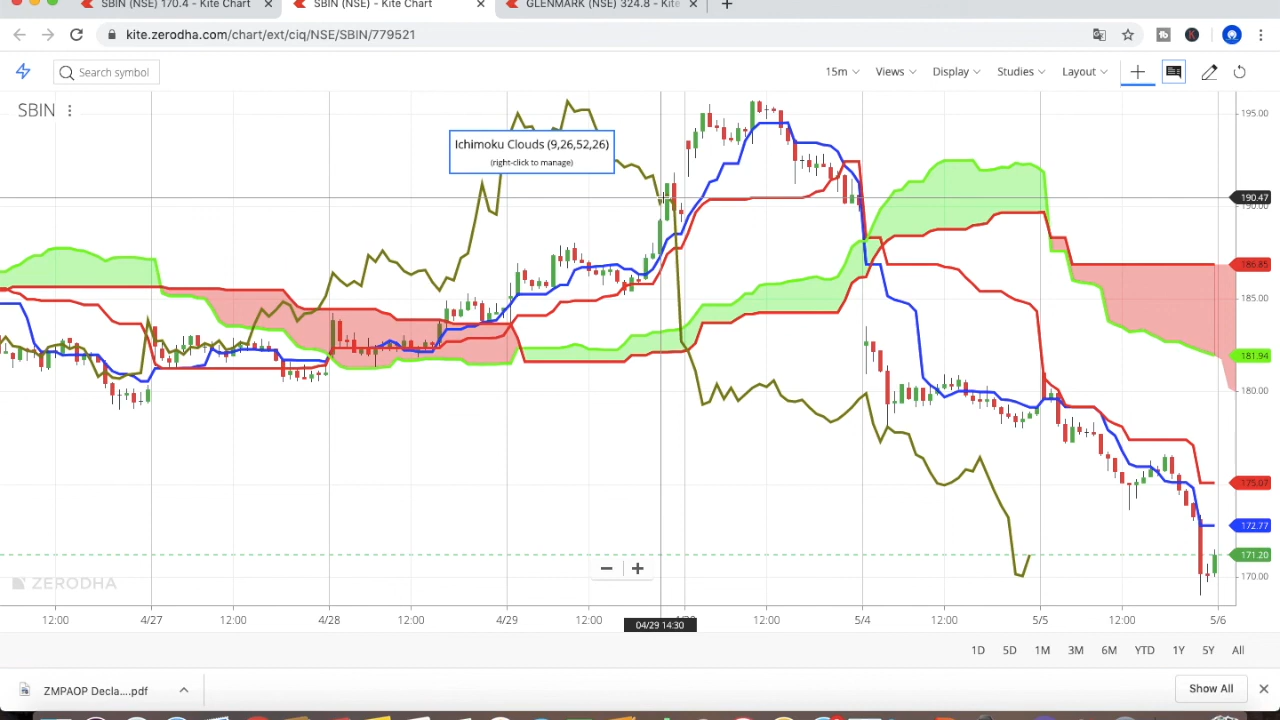 SBIN (NSE) 170.4 - Kite Chart
SBIN (NSE) - Kite Chart
GLENMARK (NSE) 324.8 - Kite
kite.zerodha.com/chart/ext/ciq/NSE/SBIN/779521
Search symbol
15m
Views
Display
Studies
Layout
SBIN
Ichimoku Clouds (9,26,52,26)
(right-click to manage)
195.00
190.47
190.00
186.85
185.00
181.94
180.00
175.07
172.77
171.20
170.00
ZERODHA
12:00 4/27 12:00 4/28 12:00 4/29 12:00 12:00 5/4 12:00 5/5 12:00 5/6
04/29 14:30
1D 5D 1M 3M 6M YTD 1Y 5Y All
ZMPAOP Decla....pdf
Show All